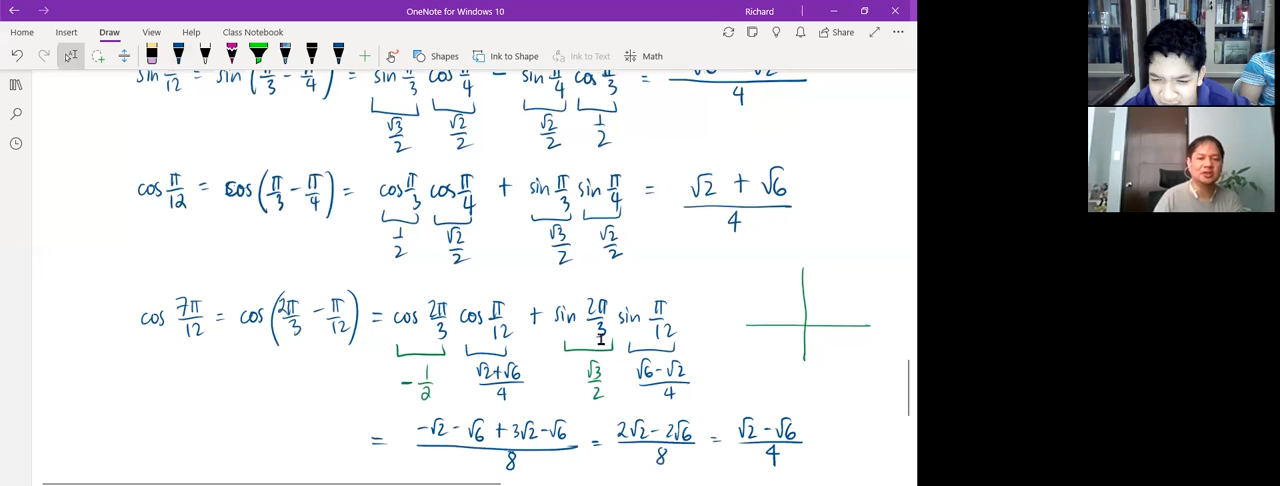 OneNote for Windows 10
Richard
Home Insert Draw View Help Class Notebook
Share
Shapes Ink to Shape Ink to Text Math
sin π/12 = sin(π/3 - π/4) = sin π/3 cos π/4 - sin π/4 cos π/3 = (√6 - √2)/4
√3/2 √2/2 √2/2 1/2
cos π/12 = cos(π/3 - π/4) = cos π/3 cos π/4 + sin π/3 sin π/4 = (√2 + √6)/4
1/2 √2/2 √3/2 √2/2
cos 7π/12 = cos(2π/3 - π/12) = cos 2π/3 cos π/12 + sin 2π/3 sin π/12
-1/2 (√2+√6)/4 √3/2 (√6-√2)/4
= (-√2 - √6 + 3√2 - √6)/8 = (2√2 - 2√6)/8 = (√2 - √6)/4